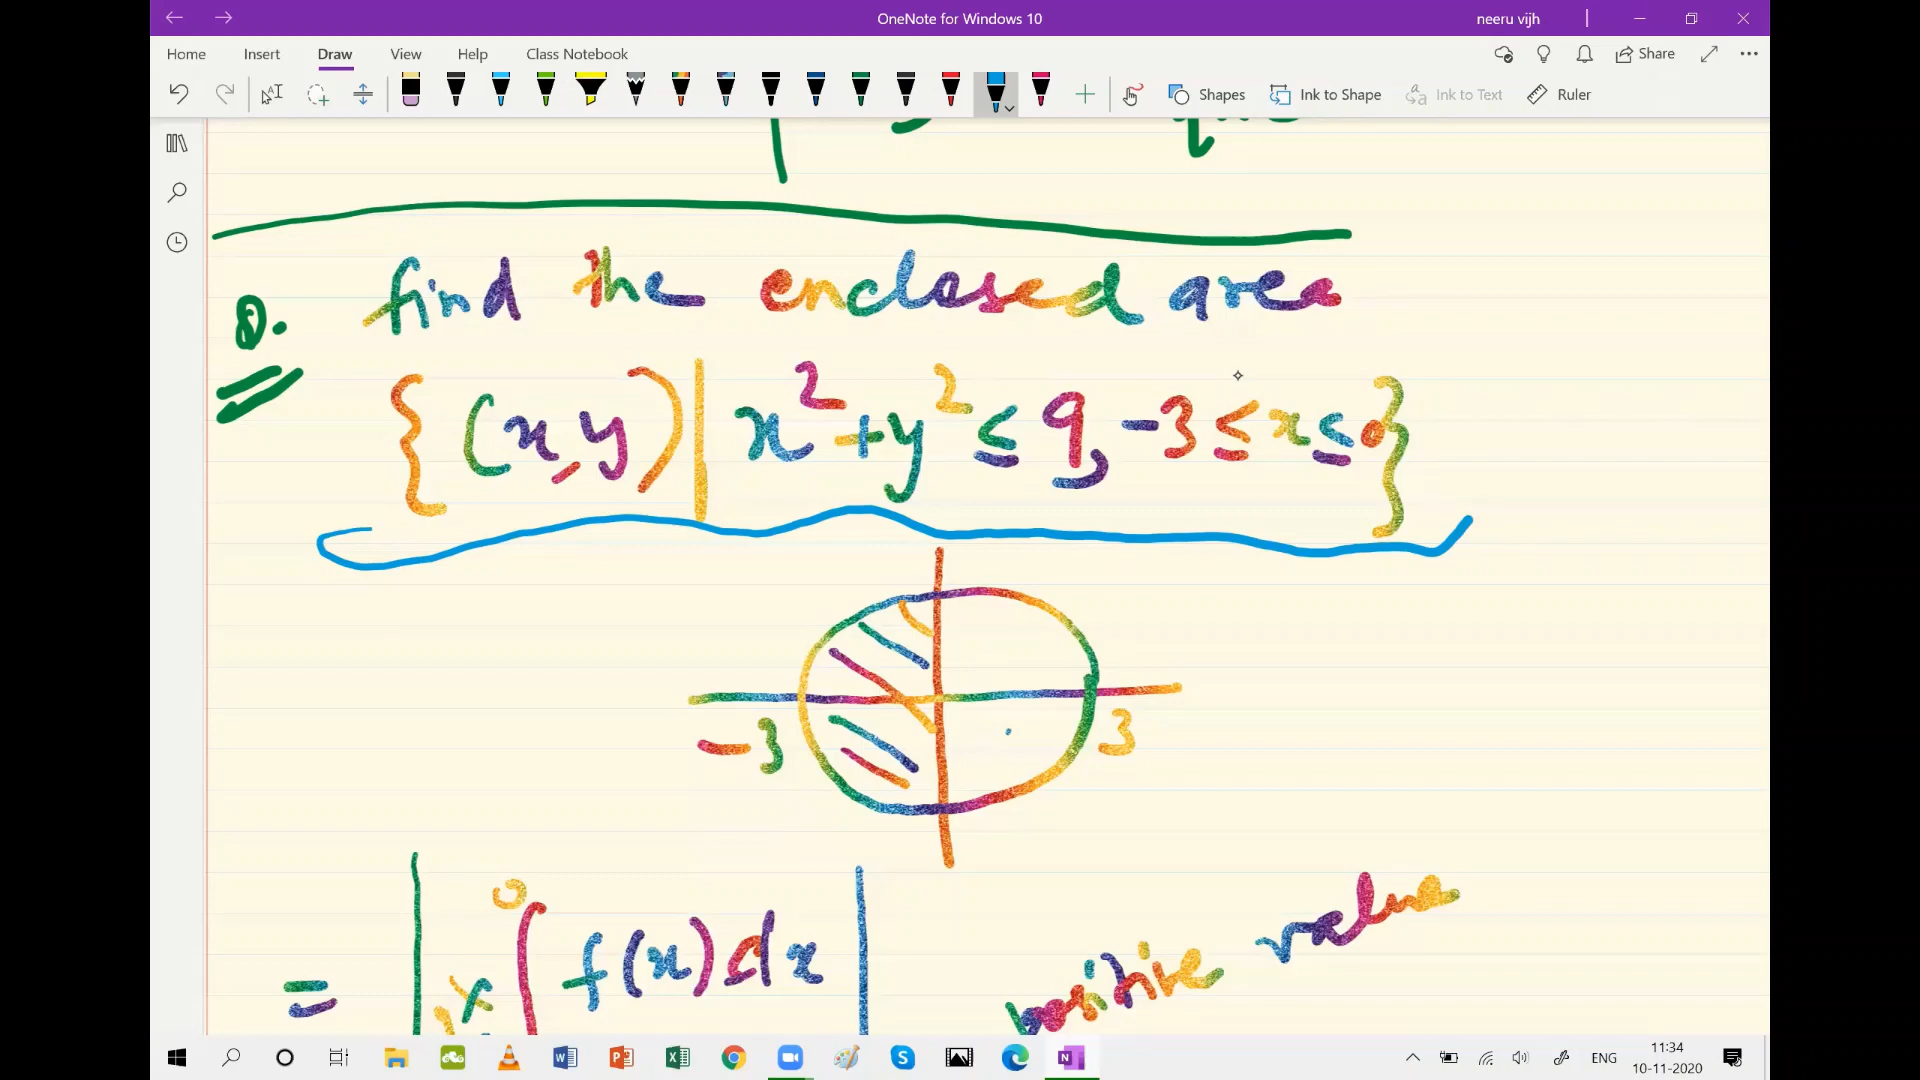 OneNote for Windows 10
neeru vijh
Home Insert Draw View Help Class Notebook
Share
Shapes Ink to Shape Ink to Text Ruler
Q. find the enclosed area
{(x,y) | x²+y² ≤ 9, -3 ≤ x ≤ 0}
-3 3
= | ∫ f(x) dx |
0
positive value
ENG
11:34
10-11-2020